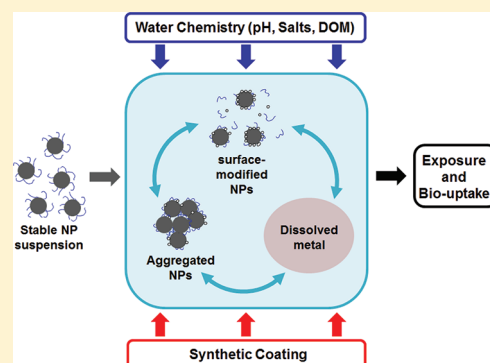 Water Chemistry (pH, Salts, DOM)
surface-
modified NPs
Stable NP
suspension
Aggregated
NPs
Dissolved
metal
Exposure
and
Bio-uptake
Synthetic Coating